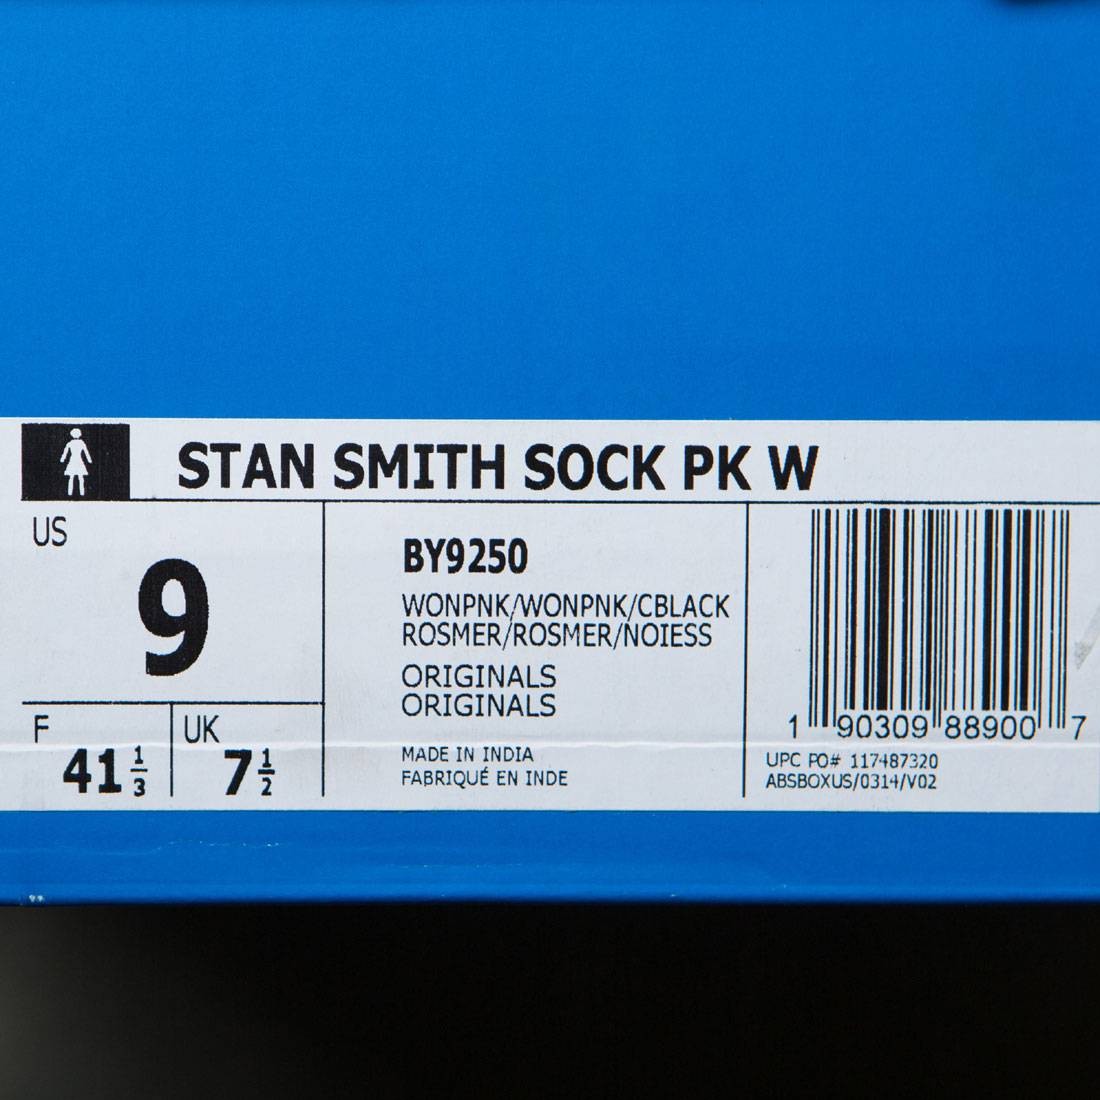 STAN SMITH SOCK PK W
US
9
F
41 1/3
UK
7 1/2
BY9250
WONPNK/WONPNK/CBLACK
ROSMER/ROSMER/NOIESS
ORIGINALS
ORIGINALS
MADE IN INDIA
FABRIQUÉ EN INDE
1 90309 88900 7
UPC PO# 117487320
ABSBOXUS/0314/V02